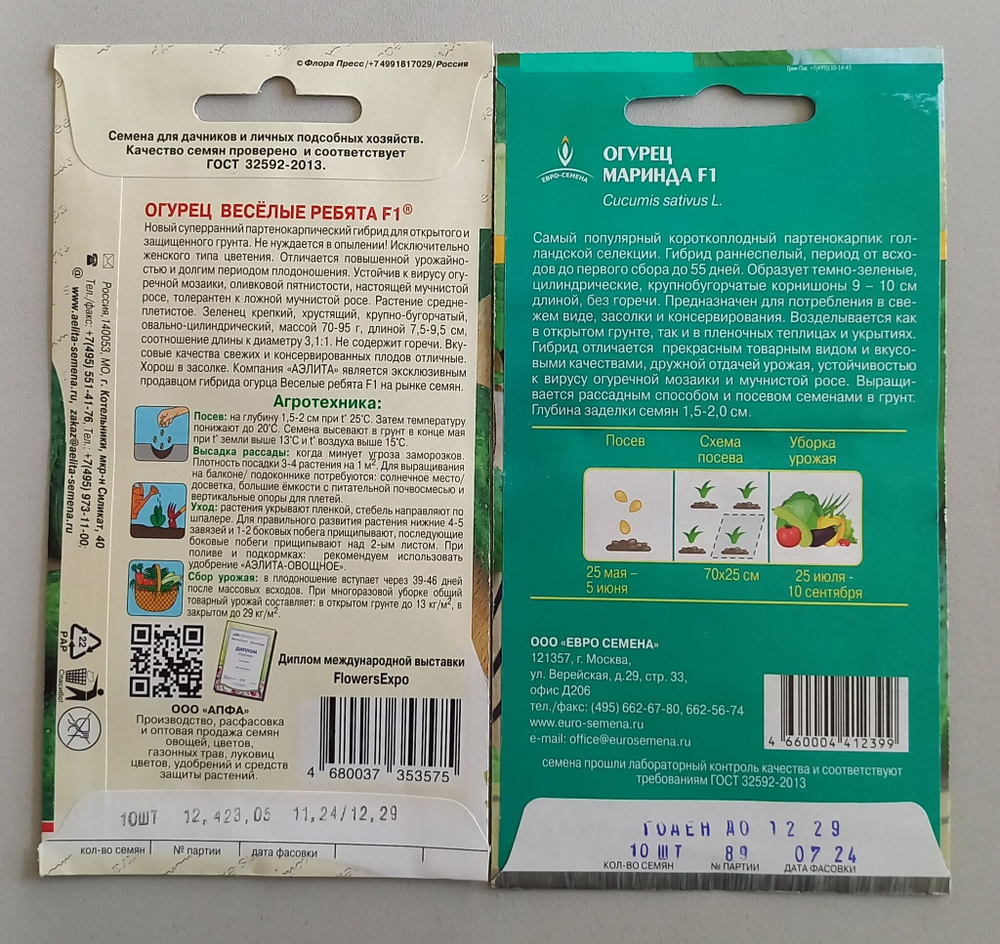 © Флора Пресс/+74991817029/Россия
Семена для дачников и личных подсобных хозяйств.
Качество семян проверено и соответствует
ГОСТ 32592-2013.
ОГУРЕЦ ВЕСЁЛЫЕ РЕБЯТА F1®
Новый суперранний партенокарпический гибрид для открытого и
защищенного грунта. Не нуждается в опылении! Исключительно
женского типа цветения. Отличается повышенной урожайно-
стью и долгим периодом плодоношения. Устойчив к вирусу огу-
речной мозаики, оливковой пятнистости, настоящей мучнистой
росе, толерантен к ложной мучнистой росе. Растение средне-
плетистое. Зеленец крепкий, хрустящий, крупно-бугорчатый,
овально-цилиндрический, массой 70-95 г, длиной 7,5-9,5 см,
соотношение длины к диаметру 3,1:1. Не содержит горечи. Вку-
совые качества свежих и консервированных плодов отличные.
Хорош в засолке. Компания «АЭЛИТА» является эксклюзивным
продавцом гибрида огурца Веселые ребята F1 на рынке семян.
Агротехника:
Посев: на глубину 1,5-2 см при t° 25°С. Затем температуру
понижают до 20°С. Семена высевают в грунт в конце мая
при t° земли выше 13°С и t° воздуха выше 15°С.
Высадка рассады: когда минует угроза заморозков.
Плотность посадки 3-4 растения на 1 м². Для выращивания
на балконе/ подоконнике потребуются: солнечное место/
досветка, большие ёмкости с питательной почвосмесью и
вертикальные опоры для плетей.
Уход: растения укрывают пленкой, стебель направляют по
шпалере. Для правильного развития растения нижние 4-5
завязей и 1-2 боковых побега прищипывают, последующие
боковые побеги прищипывают над 2-ым листом. При
поливе и подкормках: рекомендуем использовать
удобрение «АЭЛИТА-ОВОЩНОЕ».
Сбор урожая: в плодоношение вступает через 39-46 дней
после массовых всходов. При многоразовой уборке общий
товарный урожай составляет: в открытом грунте до 13 кг/м², в
закрытом до 29 кг/м².
Россия,140053, МО, г. Котельники, мкр-н Силикат, 40
Тел./факс: +7(495) 551-41-76. Тел.: +7(495) 973-11-00;
@ www.aelita-semena.ru, zakaz@aelita-semena.ru
22
PAP
Спасибо!
ДИПЛОМ
Диплом международной выставки
FlowersExpo
ООО «АПФА»
Производство, расфасовка
и оптовая продажа семян
овощей, цветов,
газонных трав, луковиц
цветов, удобрений и средств
защиты растений.
4 680037 353575
10ШТ 12,423,05 11,24/12,29
кол-во семян № партии дата фасовки
Грин-Пак. +7(499)110-14-45
ЕВРО-СЕМЕНА
ОГУРЕЦ
МАРИНДА F1
Cucumis sativus L.
Самый популярный короткоплодный партенокарпик гол-
ландской селекции. Гибрид раннеспелый, период от всхо-
дов до первого сбора до 55 дней. Образует темно-зеленые,
цилиндрические, крупнобугорчатые корнишоны 9 – 10 см
длиной, без горечи. Предназначен для потребления в све-
жем виде, засолки и консервирования. Возделывается как
в открытом грунте, так и в пленочных теплицах и укрытиях.
Гибрид отличается прекрасным товарным видом и вкусо-
выми качествами, дружной отдачей урожая, устойчивостью
к вирусу огуречной мозаики и мучнистой росе. Выращи-
вается рассадным способом и посевом семенами в грунт.
Глубина заделки семян 1,5-2,0 см.
Посев
Схема
посева
Уборка
урожая
25 мая –
5 июня
70х25 см
25 июля -
10 сентября
ООО «ЕВРО СЕМЕНА»
121357, г. Москва,
ул. Верейская, д.29, стр. 33,
офис Д206
тел./факс: (495) 662-67-80, 662-56-74
www.euro-semena.ru
e-mail: office@eurosemena.ru
4 660004 412399
семена прошли лабораторный контроль качества и соответствуют
требованиям ГОСТ 32592-2013
ГОДЕН ДО 12 29
10 ШТ 89 07 24
КОЛ-ВО СЕМЯН № ПАРТИИ ДАТА ФАСОВКИ